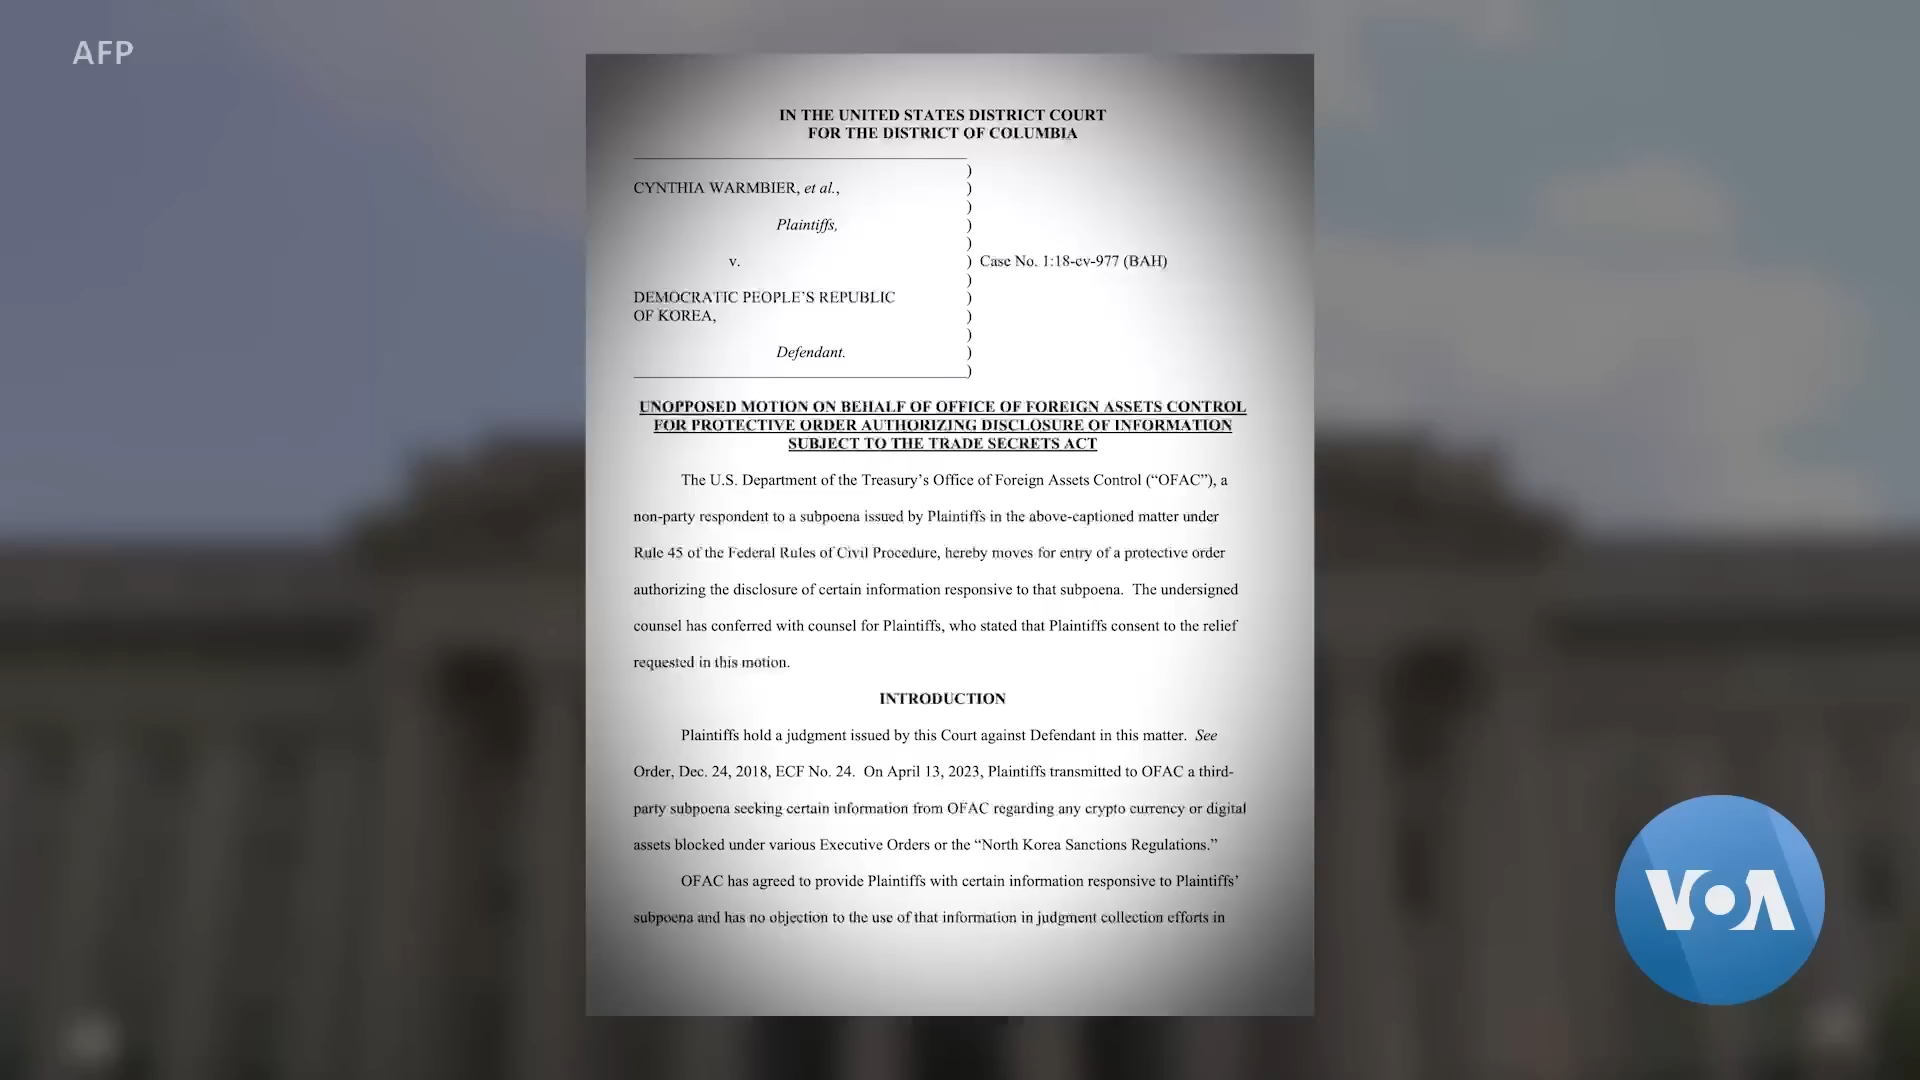 AFP
IN THE UNITED STATES DISTRICT COURT
FOR THE DISTRICT OF COLUMBIA
)
CYNTHIA WARMBIER, et al., )
)
Plaintiffs, )
)
v. ) Case No. 1:18-cv-977 (BAH)
)
DEMOCRATIC PEOPLE’S REPUBLIC )
OF KOREA, )
)
Defendant. )
)
UNOPPOSED MOTION ON BEHALF OF OFFICE OF FOREIGN ASSETS CONTROL
FOR PROTECTIVE ORDER AUTHORIZING DISCLOSURE OF INFORMATION
SUBJECT TO THE TRADE SECRETS ACT
The U.S. Department of the Treasury’s Office of Foreign Assets Control (“OFAC”), a
non-party respondent to a subpoena issued by Plaintiffs in the above-captioned matter under
Rule 45 of the Federal Rules of Civil Procedure, hereby moves for entry of a protective order
authorizing the disclosure of certain information responsive to that subpoena. The undersigned
counsel has conferred with counsel for Plaintiffs, who stated that Plaintiffs consent to the relief
requested in this motion.
INTRODUCTION
Plaintiffs hold a judgment issued by this Court against Defendant in this matter. See
Order, Dec. 24, 2018, ECF No. 24. On April 13, 2023, Plaintiffs transmitted to OFAC a third-
party subpoena seeking certain information from OFAC regarding any crypto currency or digital
assets blocked under various Executive Orders or the “North Korea Sanctions Regulations.”
OFAC has agreed to provide Plaintiffs with certain information responsive to Plaintiffs’
subpoena and has no objection to the use of that information in judgment collection efforts in
VOA